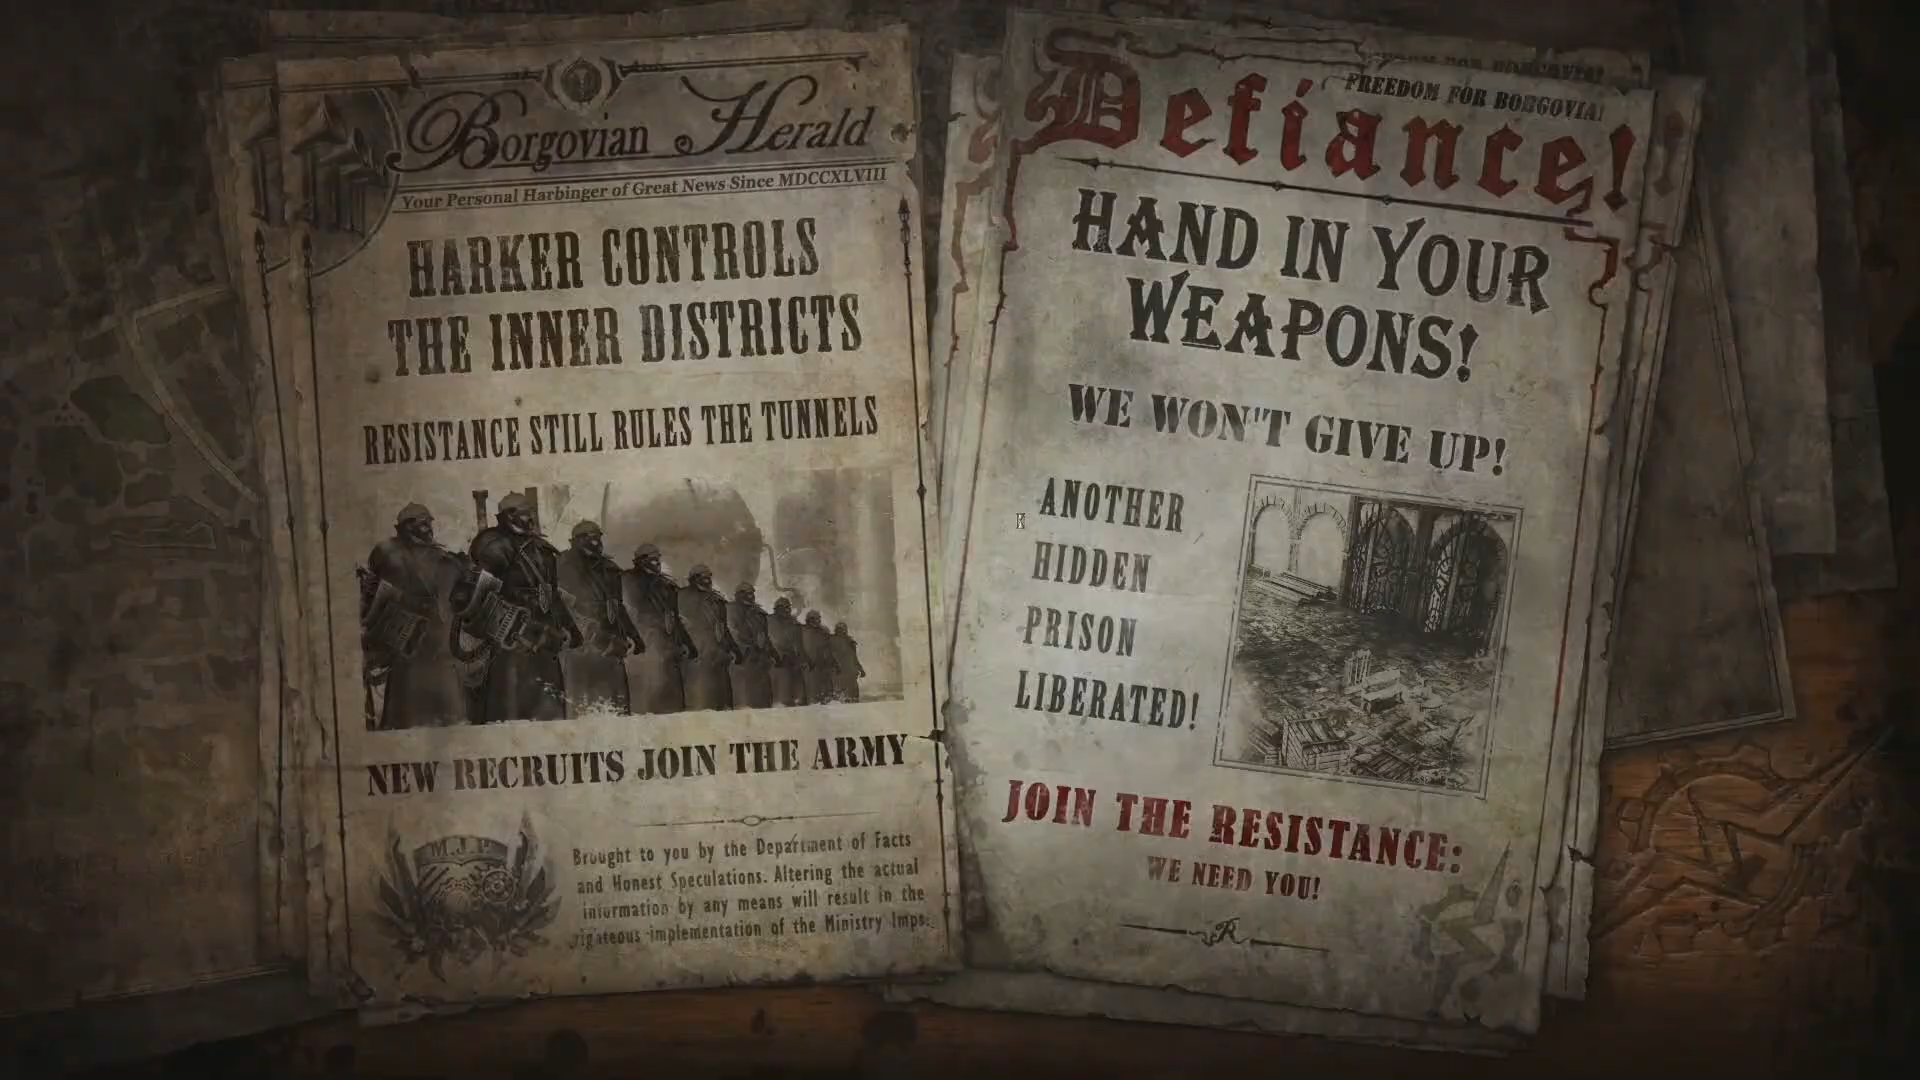 Borgovian Herald
Your Personal Harbinger of Great News Since MDCCXLVIII
HARKER CONTROLS
THE INNER DISTRICTS
RESISTANCE STILL RULES THE TUNNELS
NEW RECRUITS JOIN THE ARMY
Brought to you by the Department of Facts
and Honest Speculations. Altering the actual
information by any means will result in the
righteous implementation of the Ministry Imps.
FREEDOM FOR BORGOVIA!
Defiance!
HAND IN YOUR
WEAPONS!
WE WON'T GIVE UP!
ANOTHER
HIDDEN
PRISON
LIBERATED!
JOIN THE RESISTANCE:
WE NEED YOU!
R